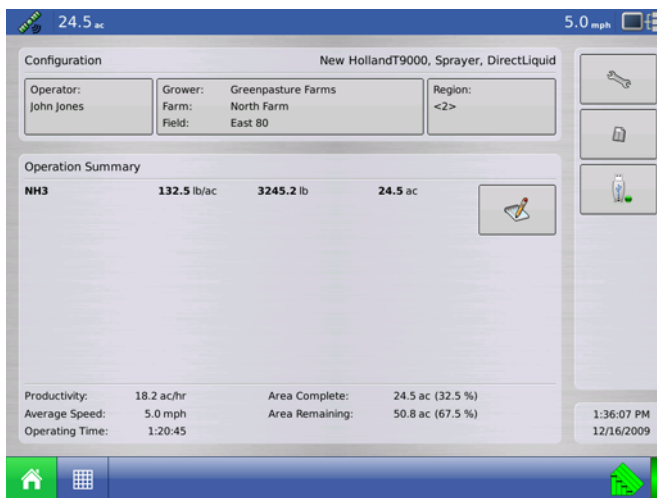 24.5 ac 5.0 mph
Configuration New HollandT9000, Sprayer, DirectLiquid
Operator: Grower: Greenpasture Farms Region:
John Jones Farm: North Farm <2>
Field: East 80
Operation Summary
NH3 132.5 lb/ac 3245.2 lb 24.5 ac
Productivity: 18.2 ac/hr Area Complete: 24.5 ac (32.5 %)
Average Speed: 5.0 mph Area Remaining: 50.8 ac (67.5 %)
Operating Time: 1:20:45
1:36:07 PM
12/16/2009